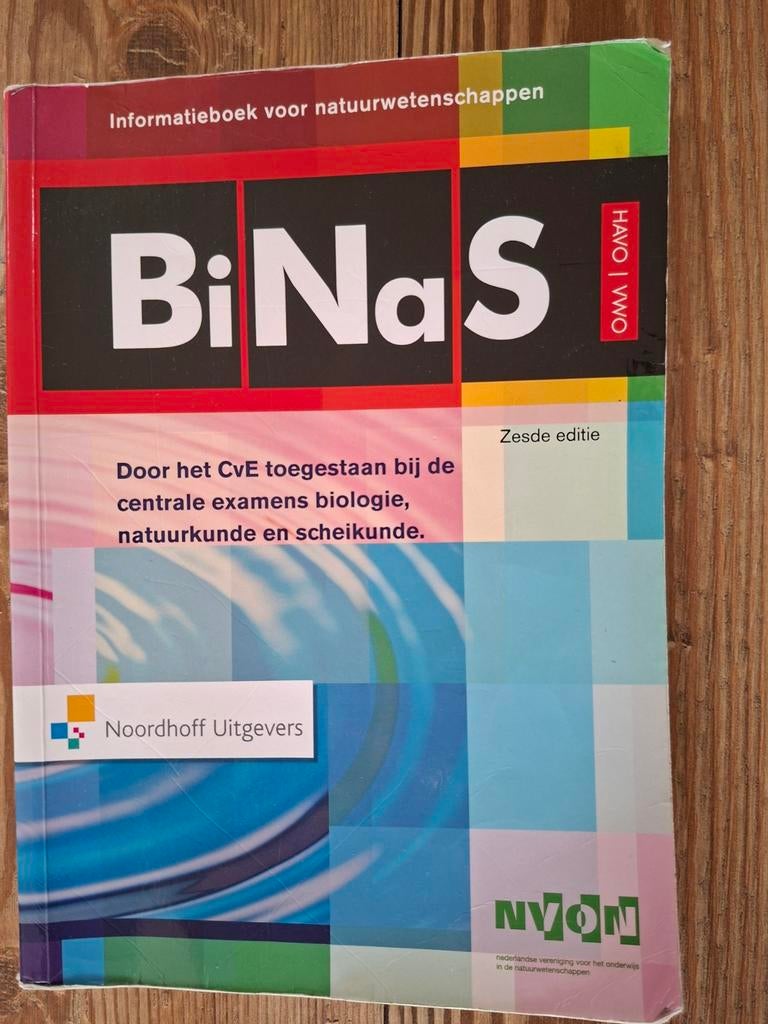 Informatieboek voor natuurwetenschappen
BiNaS
HAVO | VWO
Zesde editie
Door het CvE toegestaan bij de
centrale examens biologie,
natuurkunde en scheikunde.
Noordhoff Uitgevers
NVON
nederlandse vereniging voor het onderwijs
in de natuurwetenschappen